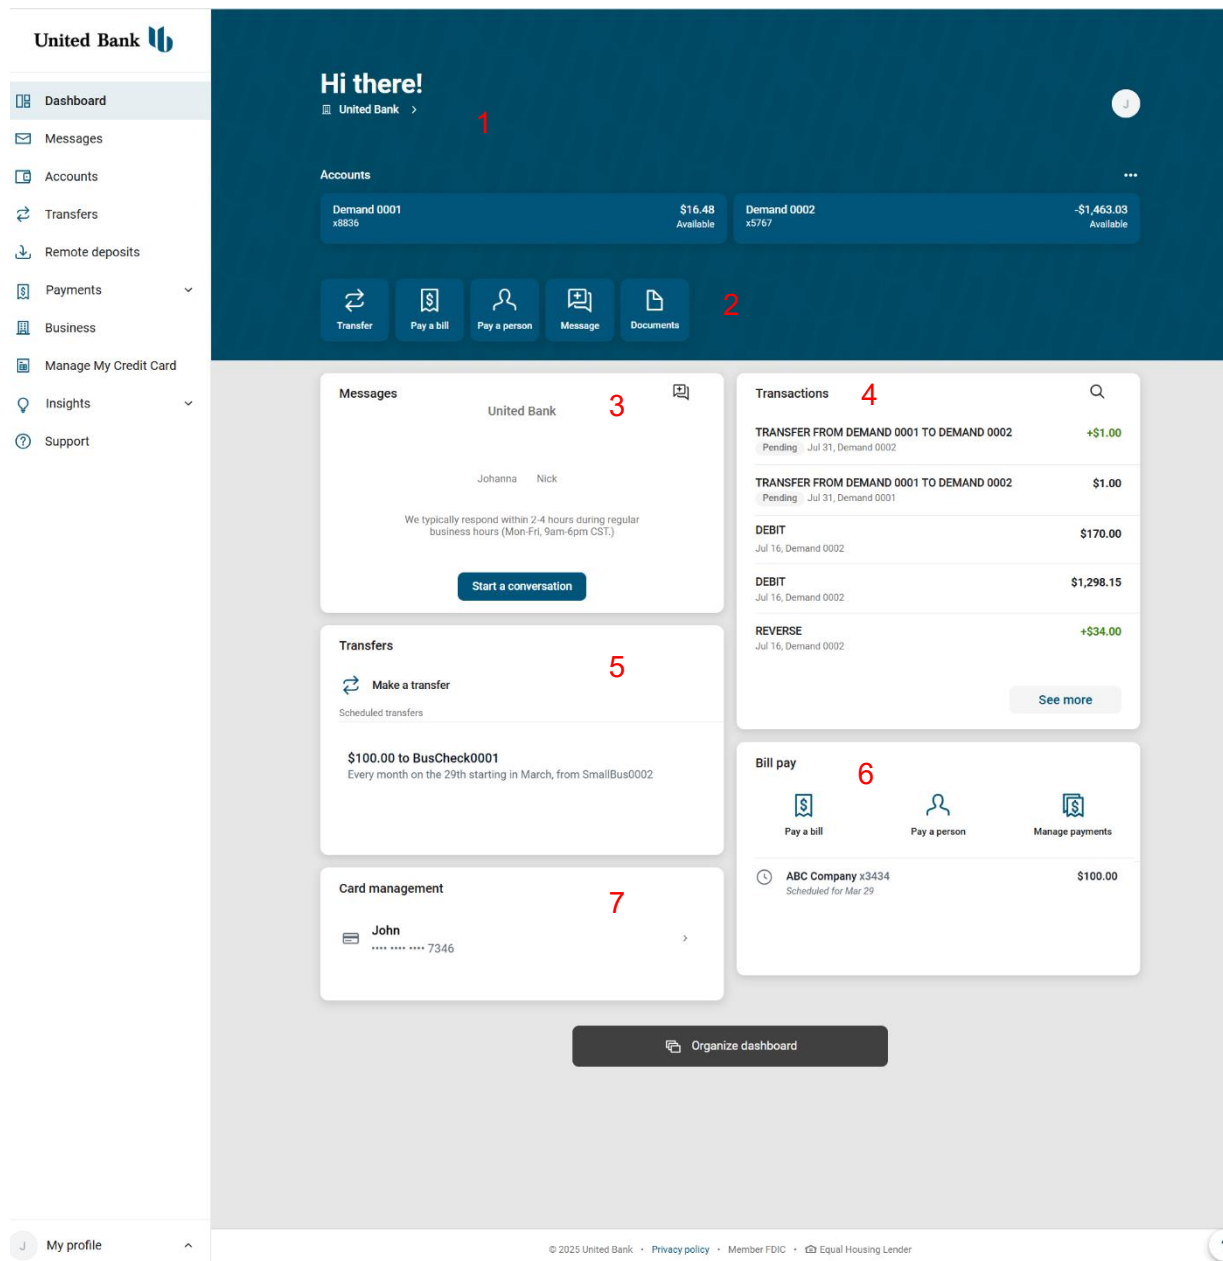 United Bank
Dashboard
Messages
Accounts
Transfers
Remote deposits
Payments
Business
Manage My Credit Card
Insights
Support
J My profile
Hi there!
United Bank
1
J
Accounts
Demand 0001 $16.48
x8836 Available
Demand 0002 -$1,463.03
x5767 Available
Transfer Pay a bill Pay a person Message Documents
2
Messages
3
United Bank
Johanna Nick
We typically respond within 2-4 hours during regular
business hours (Mon-Fri, 9am-6pm CST.)
Start a conversation
Transactions
4
TRANSFER FROM DEMAND 0001 TO DEMAND 0002 +$1.00
Pending Jul 31, Demand 0002
TRANSFER FROM DEMAND 0001 TO DEMAND 0002 $1.00
Pending Jul 31, Demand 0001
DEBIT $170.00
Jul 16, Demand 0002
DEBIT $1,298.15
Jul 16, Demand 0002
REVERSE +$34.00
Jul 16, Demand 0002
See more
Transfers
5
Make a transfer
Scheduled transfers
$100.00 to BusCheck0001
Every month on the 29th starting in March, from SmallBus0002
Bill pay
6
Pay a bill Pay a person Manage payments
ABC Company x3434 $100.00
Scheduled for Mar 29
Card management
7
John
•••• •••• •••• 7346
Organize dashboard
© 2025 United Bank • Privacy policy • Member FDIC • Equal Housing Lender